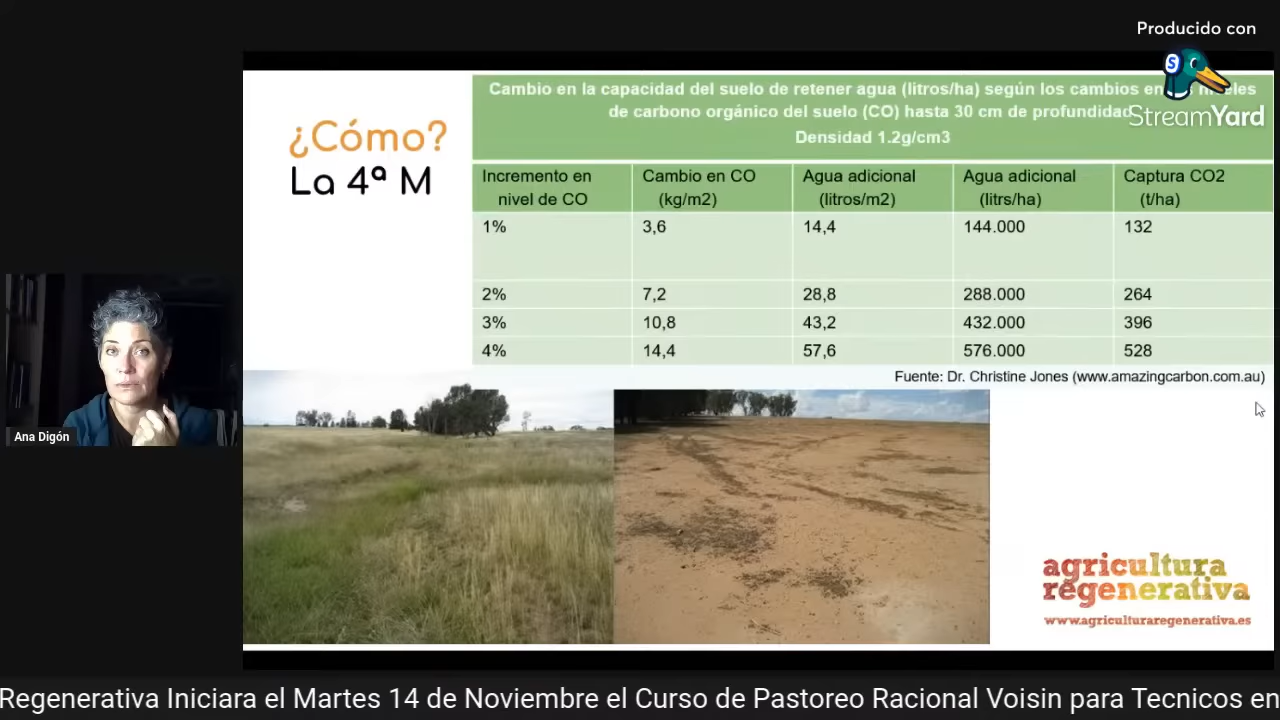 Producido con
StreamYard
¿Cómo?
La 4ª M
Cambio en la capacidad del suelo de retener agua (litros/ha) según los cambios en
de carbono orgánico del suelo (CO) hasta 30 cm de profundidad
Densidad 1.2g/cm3
Incremento en nivel de CO | Cambio en CO (kg/m2) | Agua adicional (litros/m2) | Agua adicional (litrs/ha) | Captura CO2 (t/ha)
1% 3,6 14,4 144.000 132
2% 7,2 28,8 288.000 264
3% 10,8 43,2 432.000 396
4% 14,4 57,6 576.000 528
Fuente: Dr. Christine Jones (www.amazingcarbon.com.au)
Ana Digón
agricultura
regenerativa
www.agriculturaregenerativa.es
Regenerativa Iniciara el Martes 14 de Noviembre el Curso de Pastoreo Racional Voisin para Tecnicos en